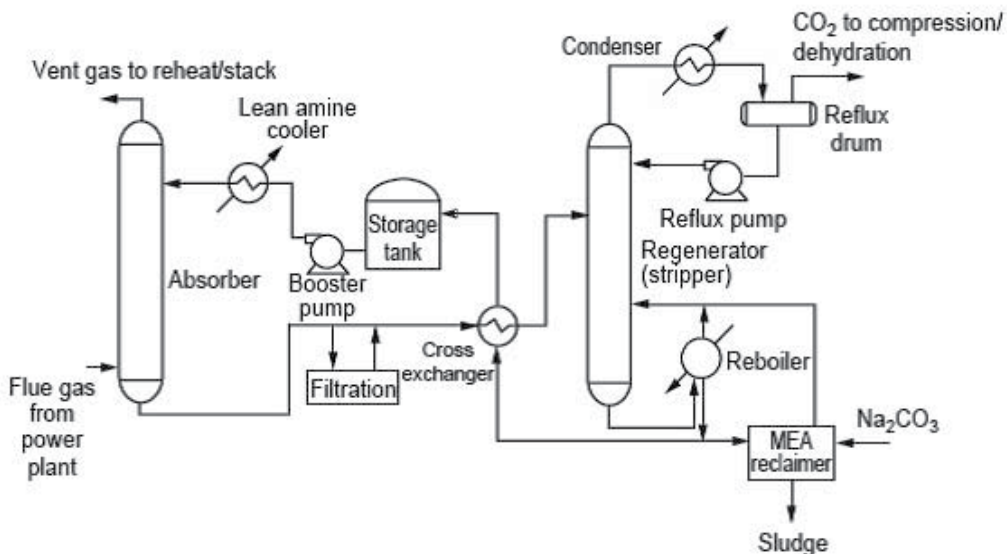 CO₂ to compression/
dehydration
Condenser
Vent gas to reheat/stack
Lean amine
cooler
Reflux
drum
Reflux pump
Storage
tank
Regenerator
(stripper)
Absorber
Booster
pump
Cross
exchanger
Reboiler
Filtration
Flue gas
from
power
plant
Na₂CO₃
MEA
reclaimer
Sludge